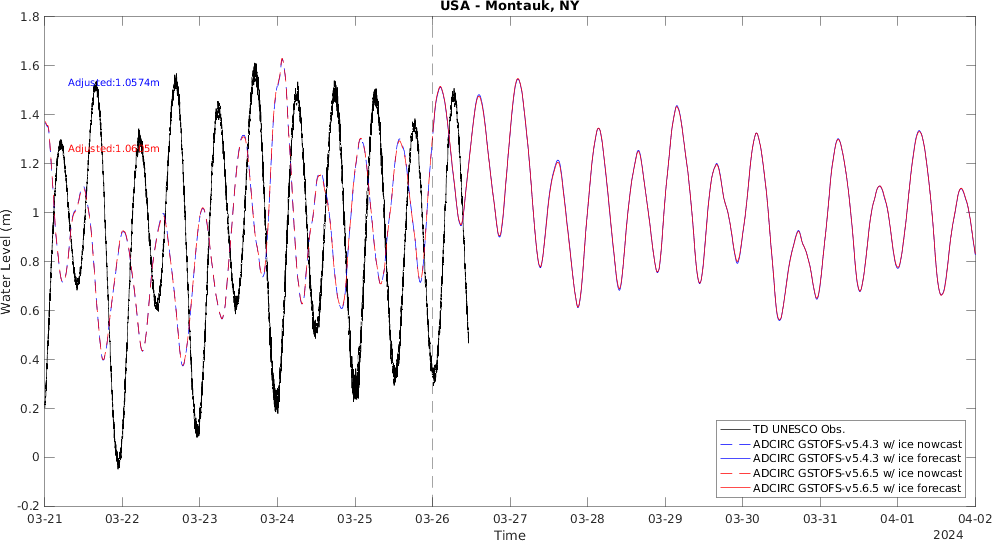 USA - Montauk, NY
1.8
1.6
1.4
1.2
1
0.8
0.6
0.4
0.2
0
-0.2
Water Level (m)
Adjusted:1.0574m
TD UNESCO Obs.
ADCIRC GSTOFS-v5.4.3 w/ ice nowcast
ADCIRC GSTOFS-v5.4.3 w/ ice forecast
ADCIRC GSTOFS-v5.6.5 w/ ice nowcast
ADCIRC GSTOFS-v5.6.5 w/ ice forecast
03-21 03-22 03-23 03-24 03-25 03-26 03-27 03-28 03-29 03-30 03-31 04-01 04-02
Time
2024